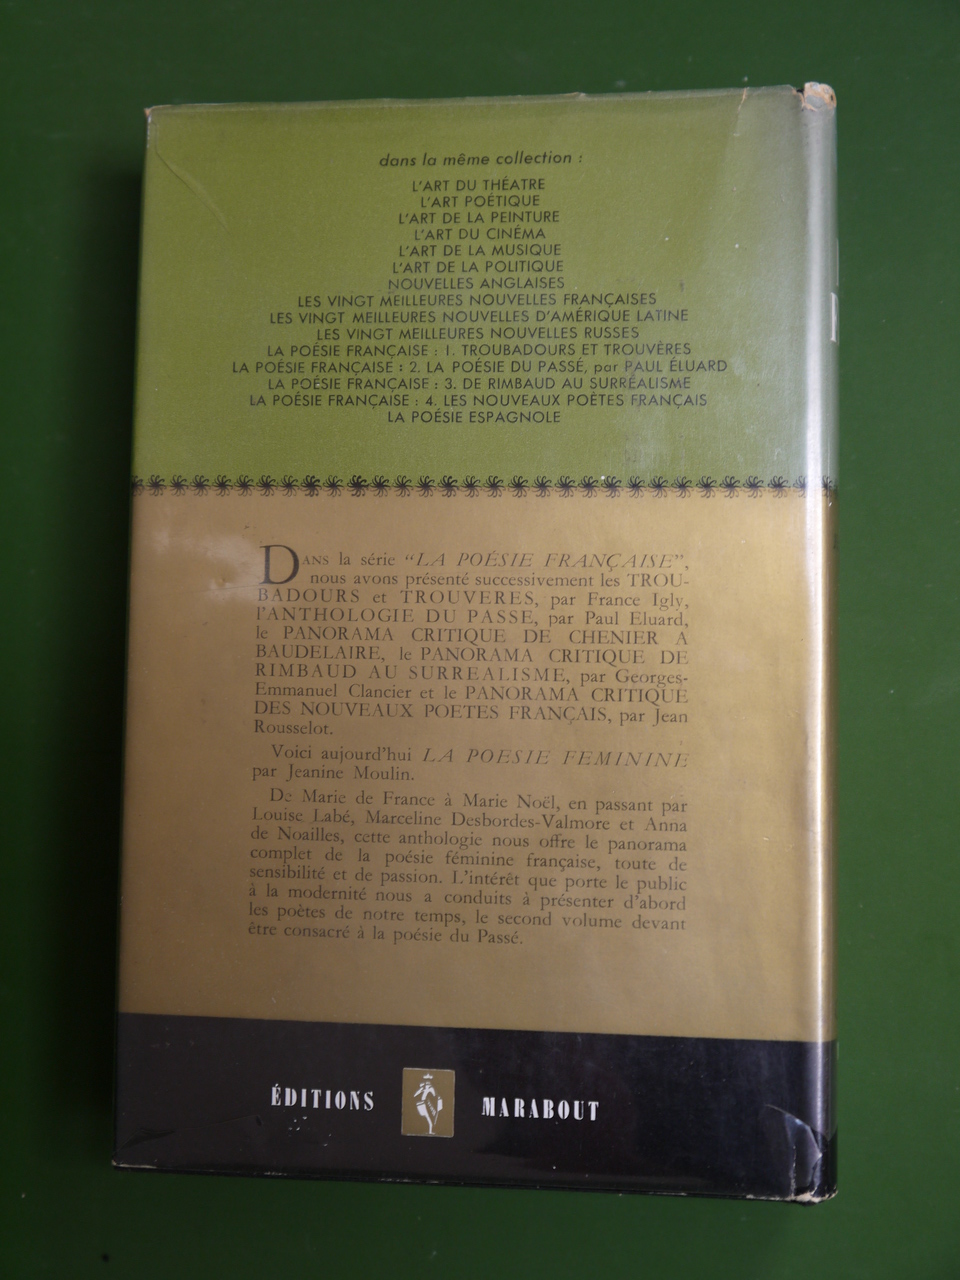 dans la même collection :
L'ART DU THÉATRE
L'ART POÉTIQUE
L'ART DE LA PEINTURE
L'ART DU CINÉMA
L'ART DE LA MUSIQUE
L'ART DE LA POLITIQUE
NOUVELLES ANGLAISES
LES VINGT MEILLEURES NOUVELLES FRANÇAISES
LES VINGT MEILLEURES NOUVELLES D'AMÉRIQUE LATINE
LES VINGT MEILLEURES NOUVELLES RUSSES
LA POÉSIE FRANÇAISE : 1. TROUBADOURS ET TROUVÈRES
LA POÉSIE FRANÇAISE : 2. LA POÉSIE DU PASSÉ, par PAUL ÉLUARD
LA POÉSIE FRANÇAISE : 3. DE RIMBAUD AU SURRÉALISME
LA POÉSIE FRANÇAISE : 4. LES NOUVEAUX POÈTES FRANÇAIS
LA POÉSIE ESPAGNOLE
DANS la série "LA POÉSIE FRANÇAISE",
nous avons présenté successivement les TROU-
BADOURS et TROUVERES, par France Igly,
l'ANTHOLOGIE DU PASSE, par Paul Eluard,
le PANORAMA CRITIQUE DE CHENIER A
BAUDELAIRE, le PANORAMA CRITIQUE DE
RIMBAUD AU SURREALISME, par Georges-
Emmanuel Clancier et le PANORAMA CRITIQUE
DES NOUVEAUX POETES FRANÇAIS, par Jean
Rousselot.
Voici aujourd'hui LA POESIE FEMININE
par Jeanine Moulin.
De Marie de France à Marie Noël, en passant par
Louise Labé, Marceline Desbordes-Valmore et Anna
de Noailles, cette anthologie nous offre le panorama
complet de la poésie féminine française, toute de
sensibilité et de passion. L'intérêt que porte le public
à la modernité nous a conduits à présenter d'abord
les poètes de notre temps, le second volume devant
être consacré à la poésie du Passé.
ÉDITIONS MARABOUT